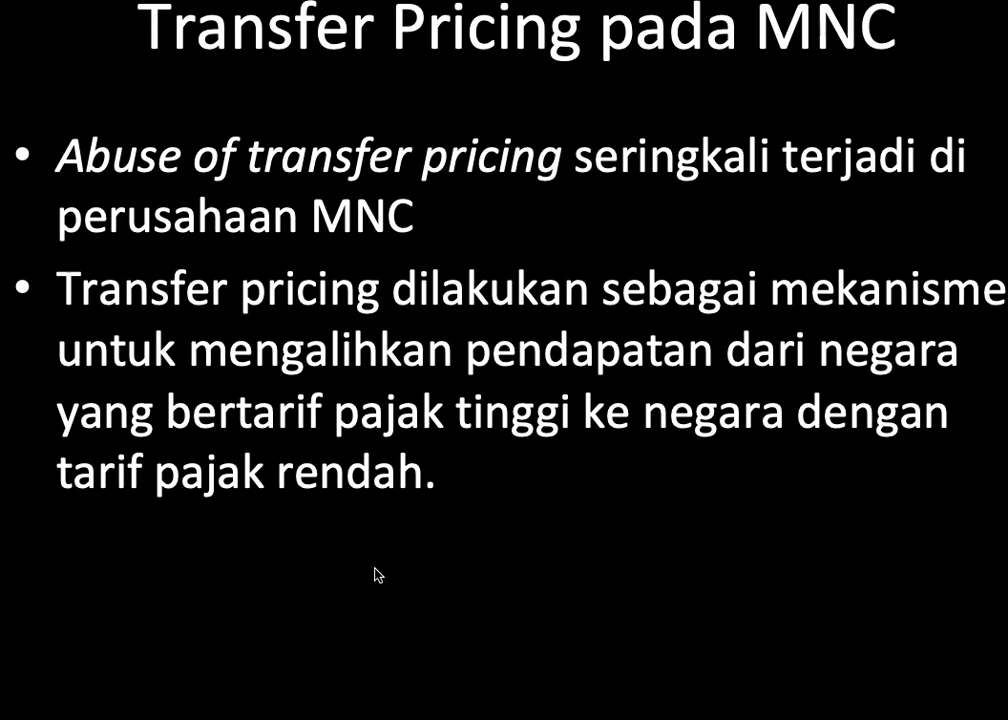 Transfer Pricing pada MNC
• Abuse of transfer pricing seringkali terjadi di
perusahaan MNC
• Transfer pricing dilakukan sebagai mekanisme
untuk mengalihkan pendapatan dari negara
yang bertarif pajak tinggi ke negara dengan
tarif pajak rendah.